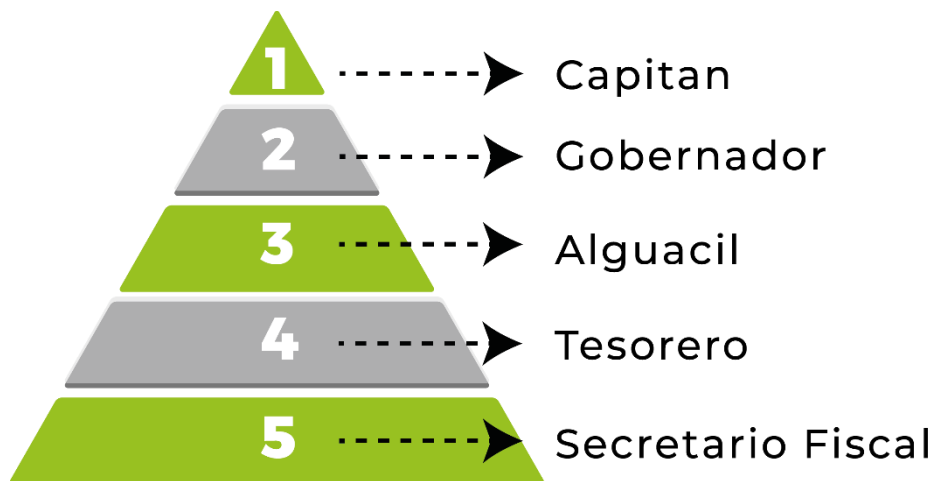 1 Capitan
2 Gobernador
3 Alguacil
4 Tesorero
5 Secretario Fiscal